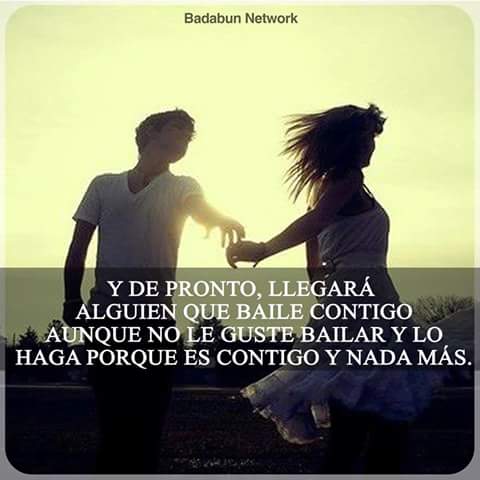 Badabun Network
Y DE PRONTO, LLEGARÁ
ALGUIEN QUE BAILE CONTIGO
AUNQUE NO LE GUSTE BAILAR Y LO
HAGA PORQUE ES CONTIGO Y NADA MÁS.